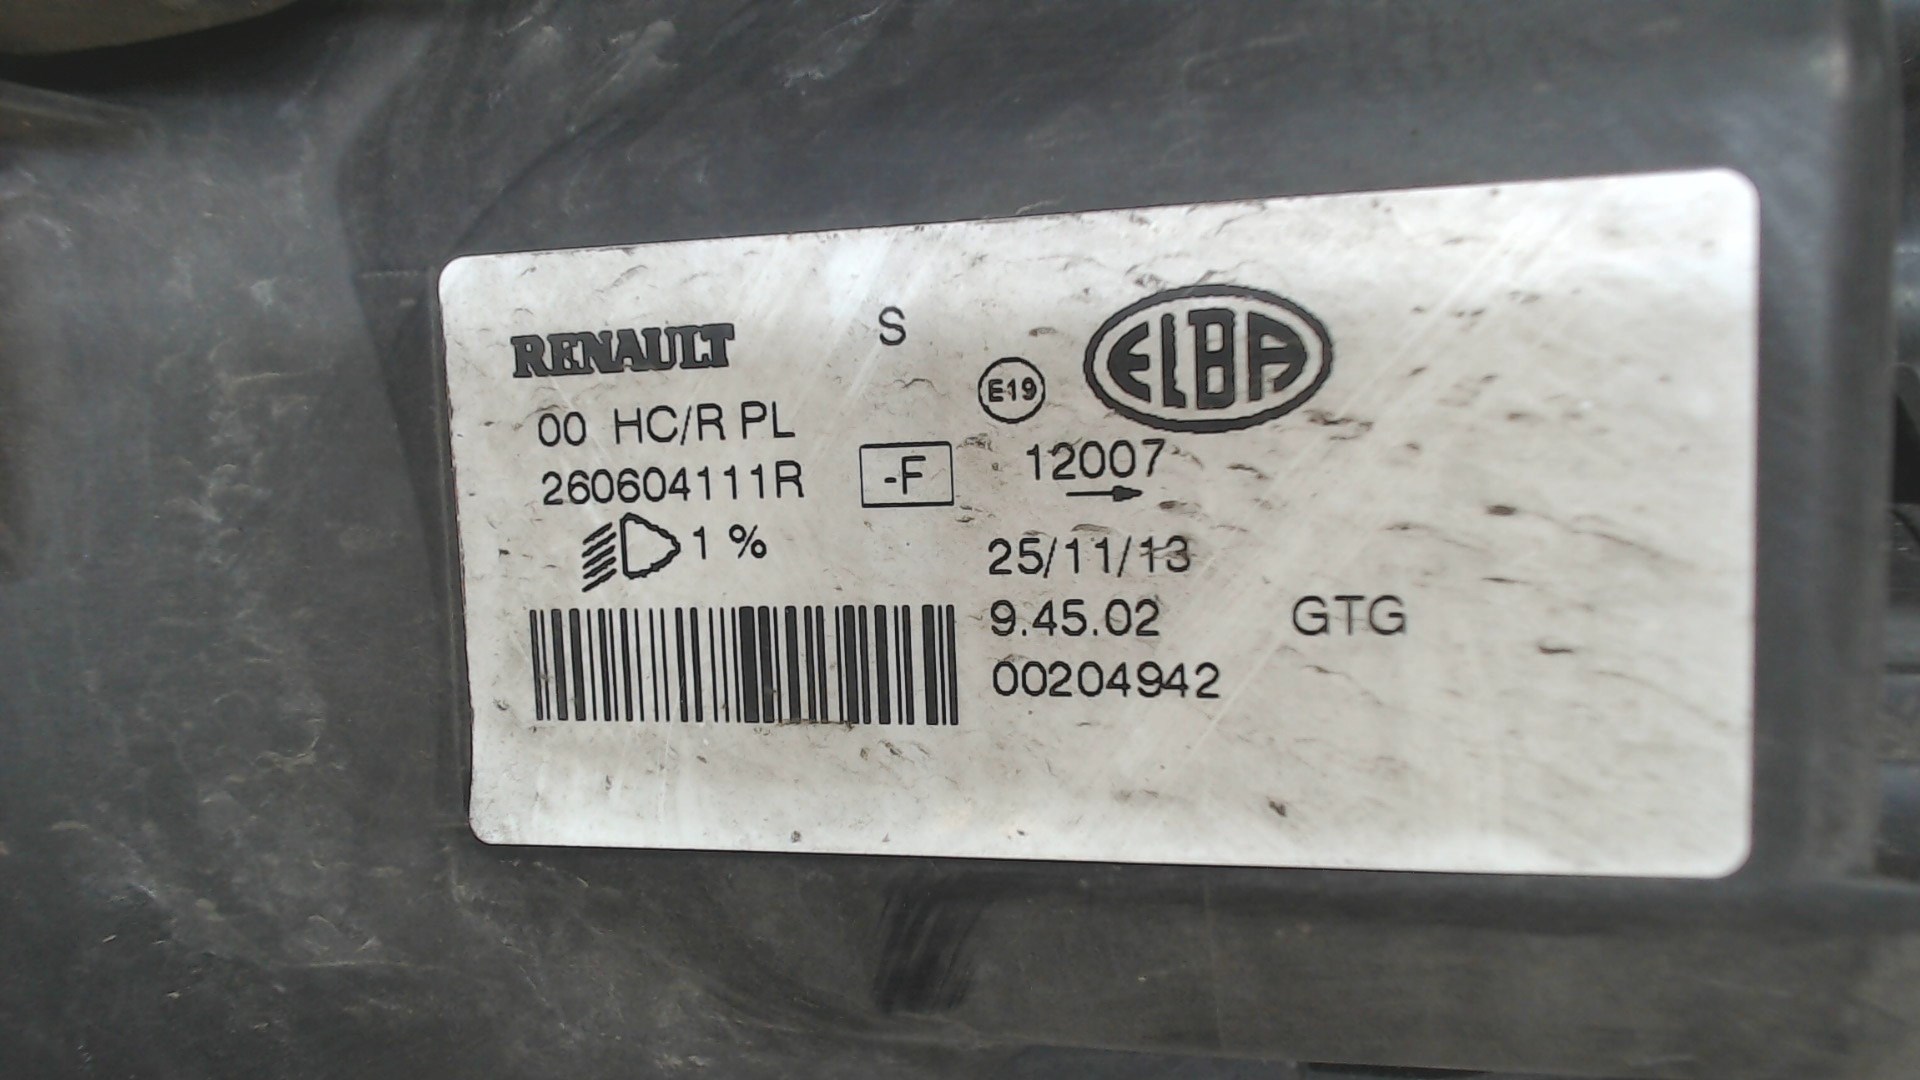 RENAULT
S
ELBA
E19
00 HC/R PL
260604111R
-F
12007
1 %
25/11/13
9.45.02
GTG
00204942